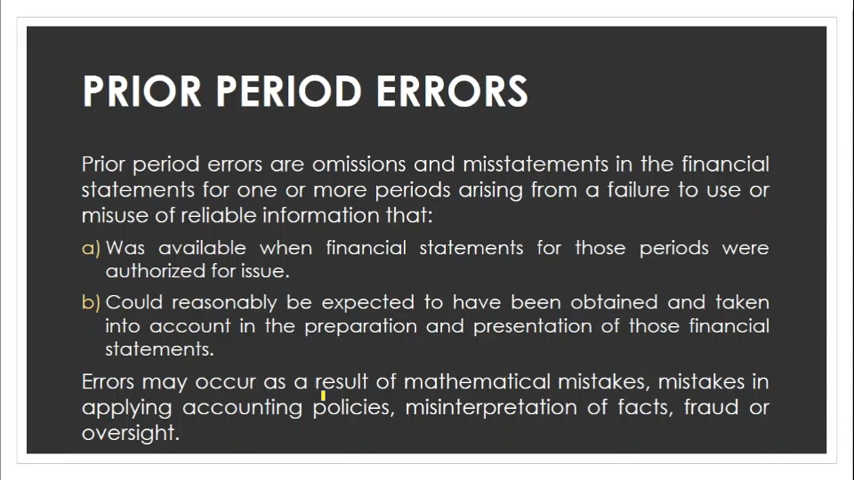 PRIOR PERIOD ERRORS
Prior period errors are omissions and misstatements in the financial
statements for one or more periods arising from a failure to use or
misuse of reliable information that:
a) Was available when financial statements for those periods were
authorized for issue.
b) Could reasonably be expected to have been obtained and taken
into account in the preparation and presentation of those financial
statements.
Errors may occur as a result of mathematical mistakes, mistakes in
applying accounting policies, misinterpretation of facts, fraud or
oversight.